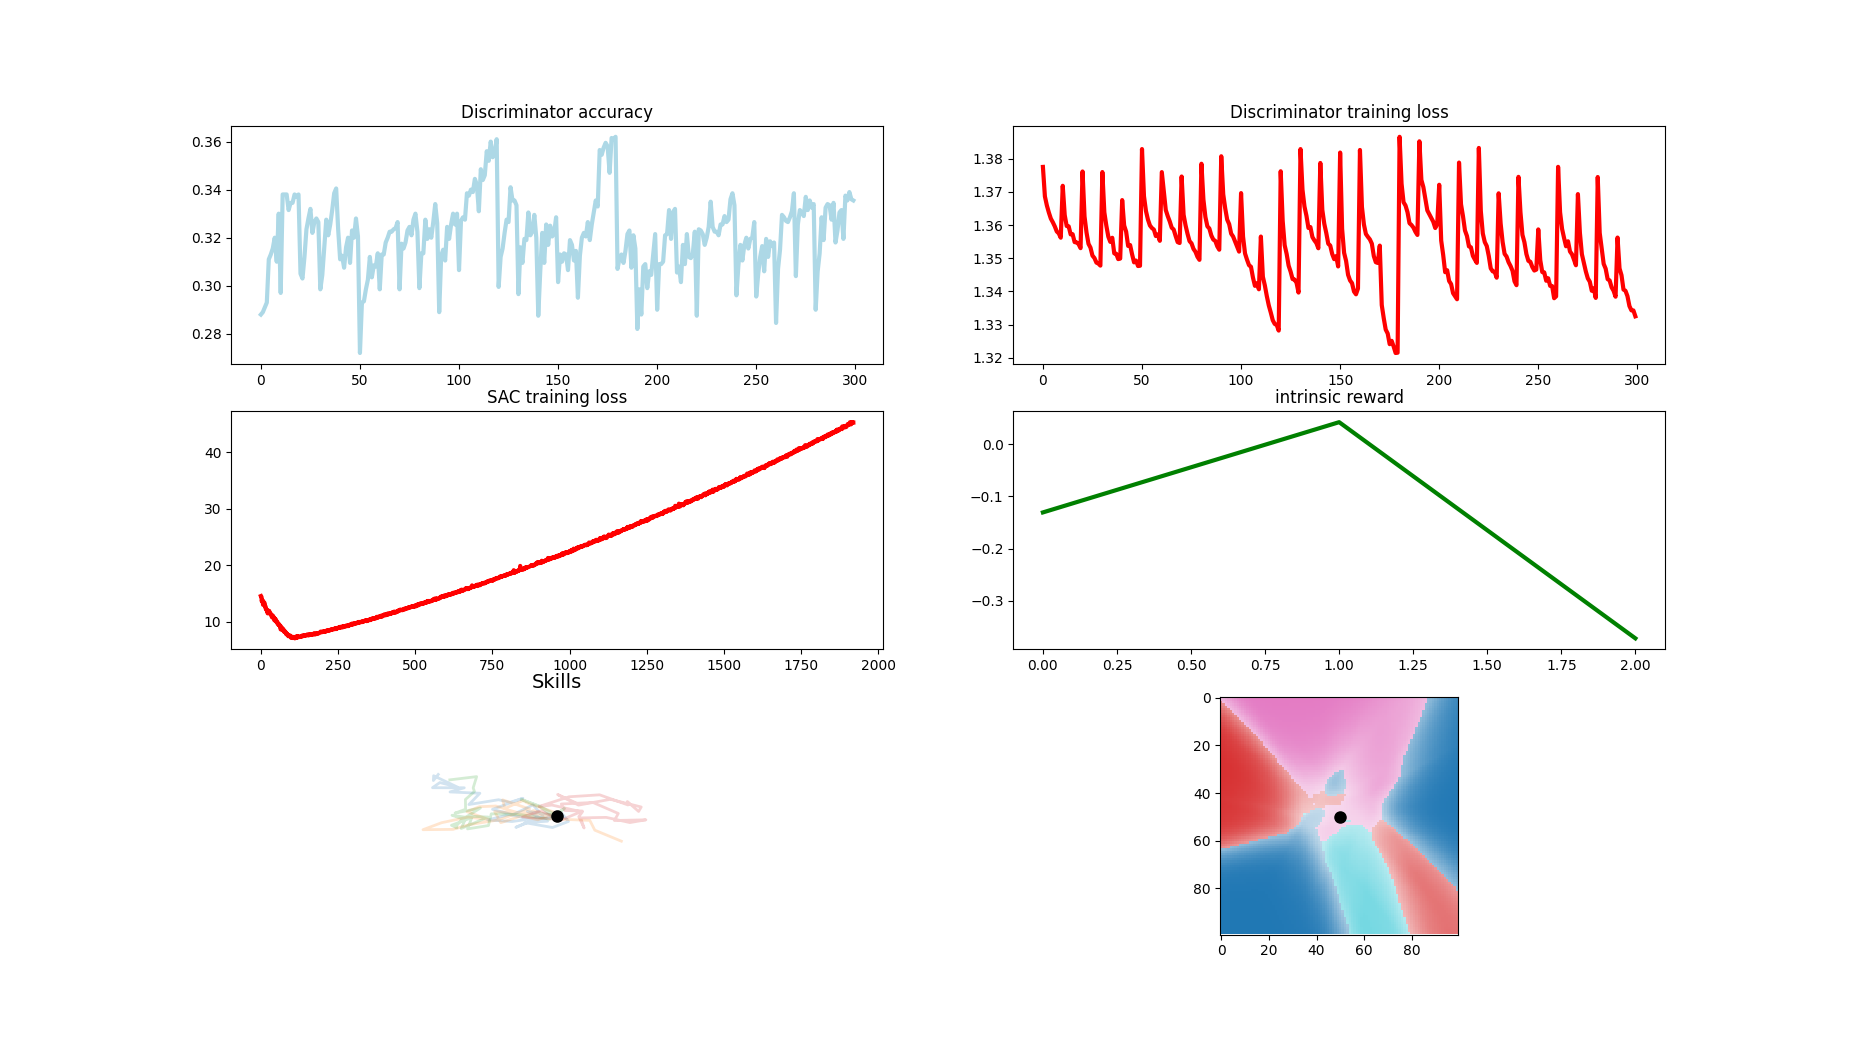 Discriminator accuracy
0.36
0.34
0.32
0.30
0.28
0 50 100 150 200 250 300
Discriminator training loss
1.38
1.37
1.36
1.35
1.34
1.33
1.32
0 50 100 150 200 250 300
SAC training loss
40
30
20
10
0 250 500 750 1000 1250 1500 1750 2000
intrinsic reward
0.0
−0.1
−0.2
−0.3
0.00 0.25 0.50 0.75 1.00 1.25 1.50 1.75 2.00
Skills
0
20
40
60
80
0 20 40 60 80